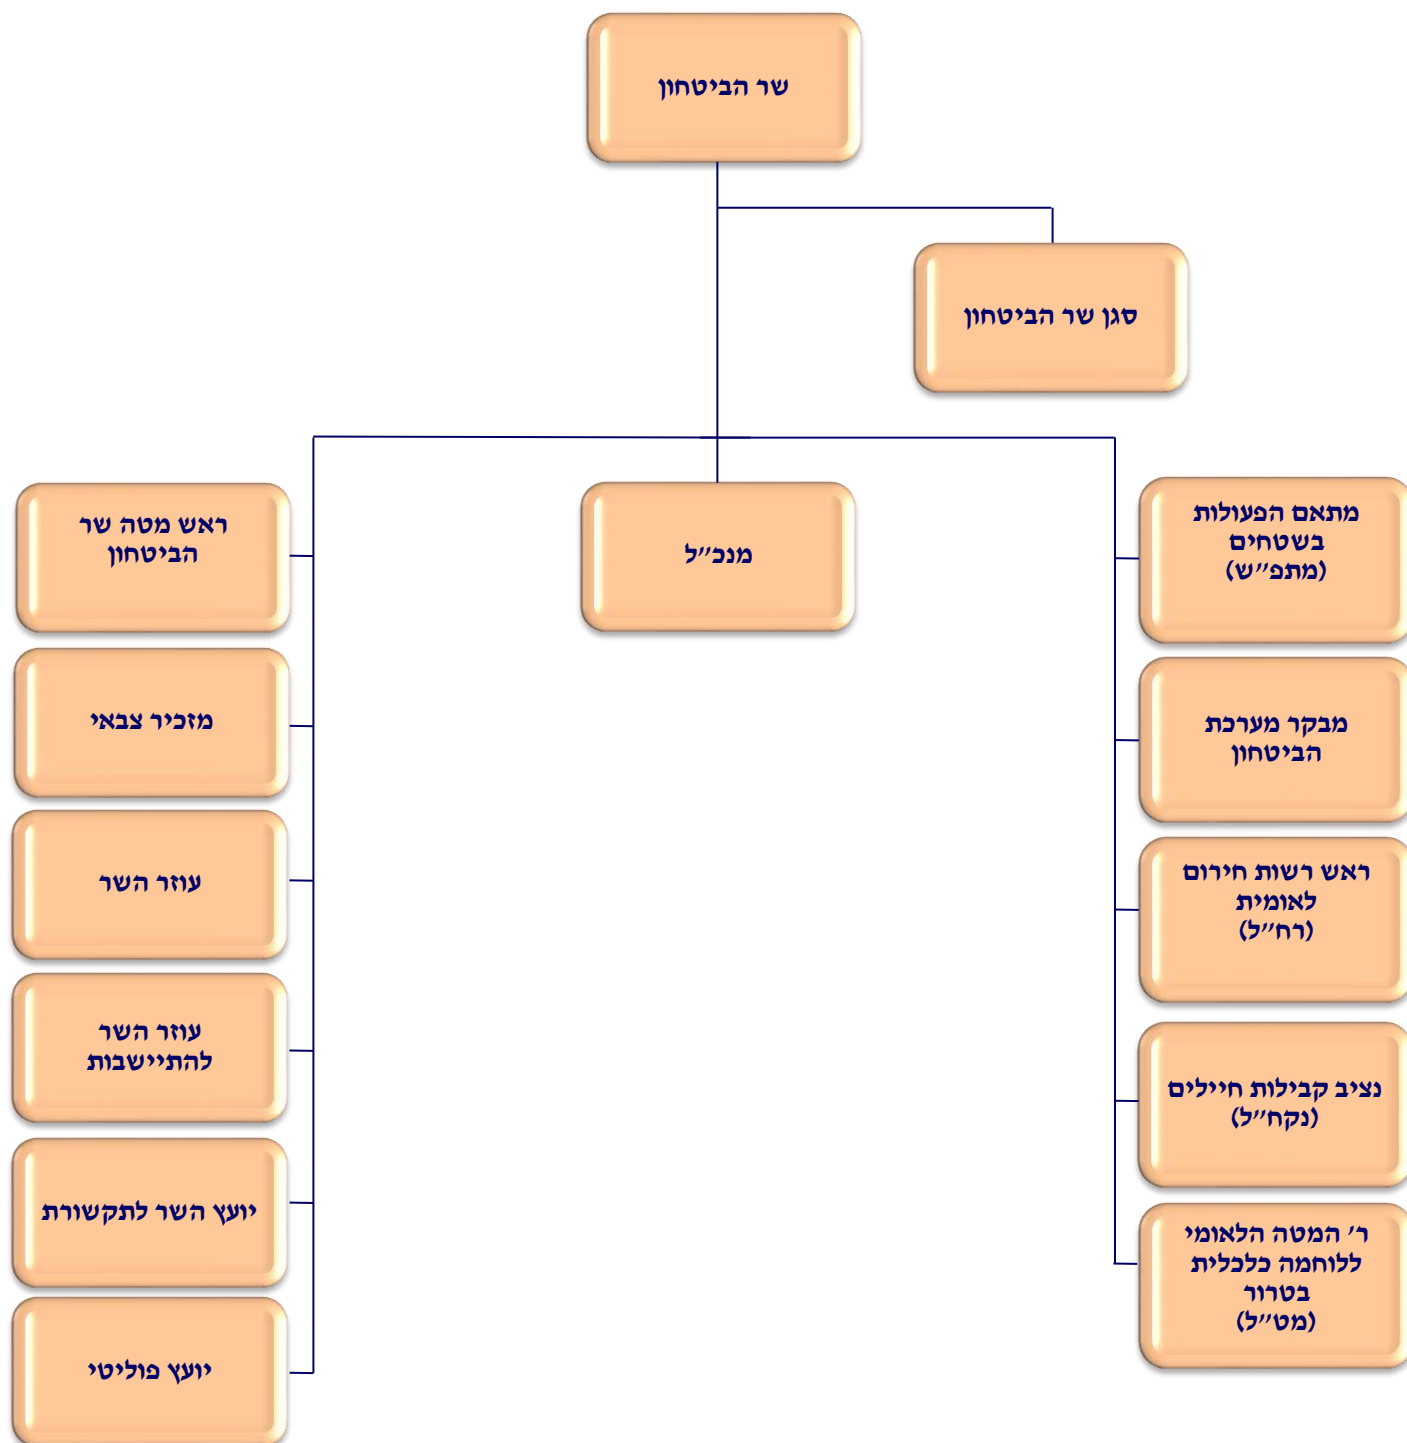 שר הביטחון
סגן שר הביטחון
מתאם הפעולות
בשטחים
(מתפ"ש)
מבקר מערכת
הביטחון
ראש רשות חירום
לאומית
(רח"ל)
נציב קבילות חיילים
(נקח"ל)
ר' המטה הלאומי
ללוחמה כלכלית
בטרור
(מט"ל)
מנכ"ל
ראש מטה שר
הביטחון
מזכיר צבאי
עוזר השר
עוזר השר
להתיישבות
יועץ השר לתקשורת
יועץ פוליטי